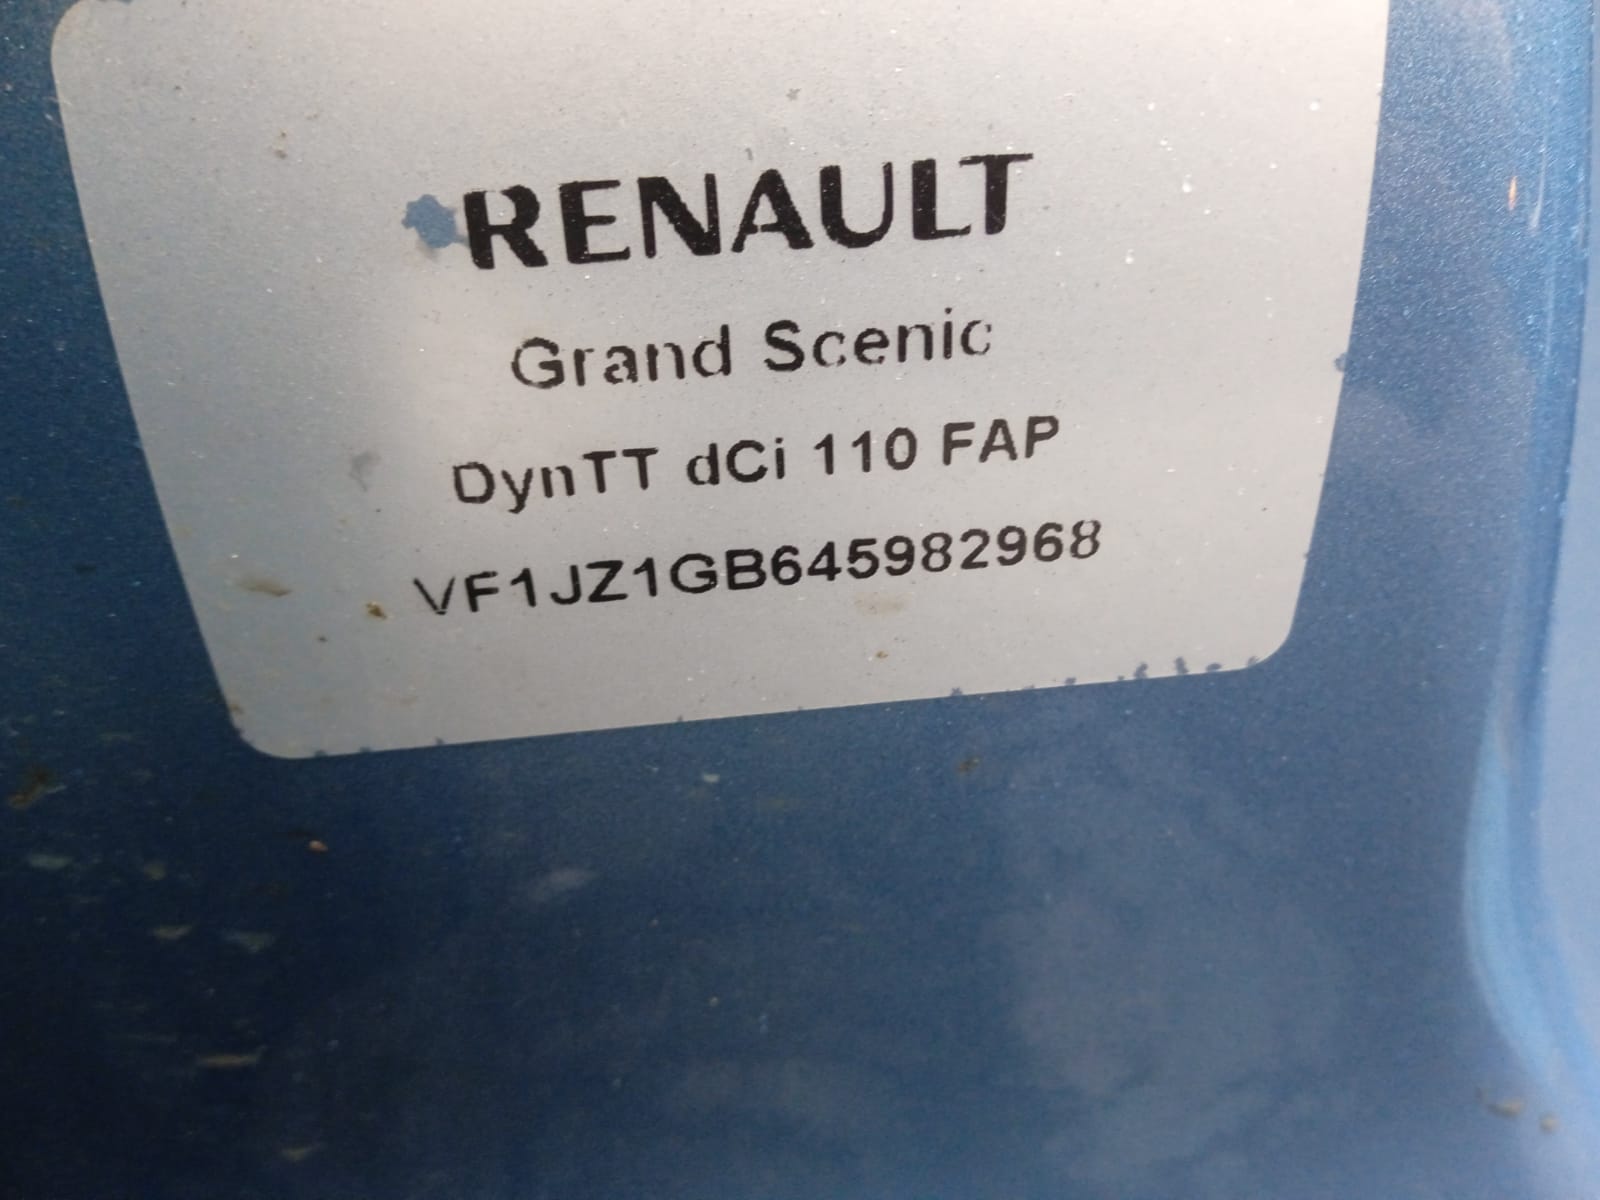 RENAULT
Grand Scenic
DynTT dCi 110 FAP
VF1JZ1GB645982968